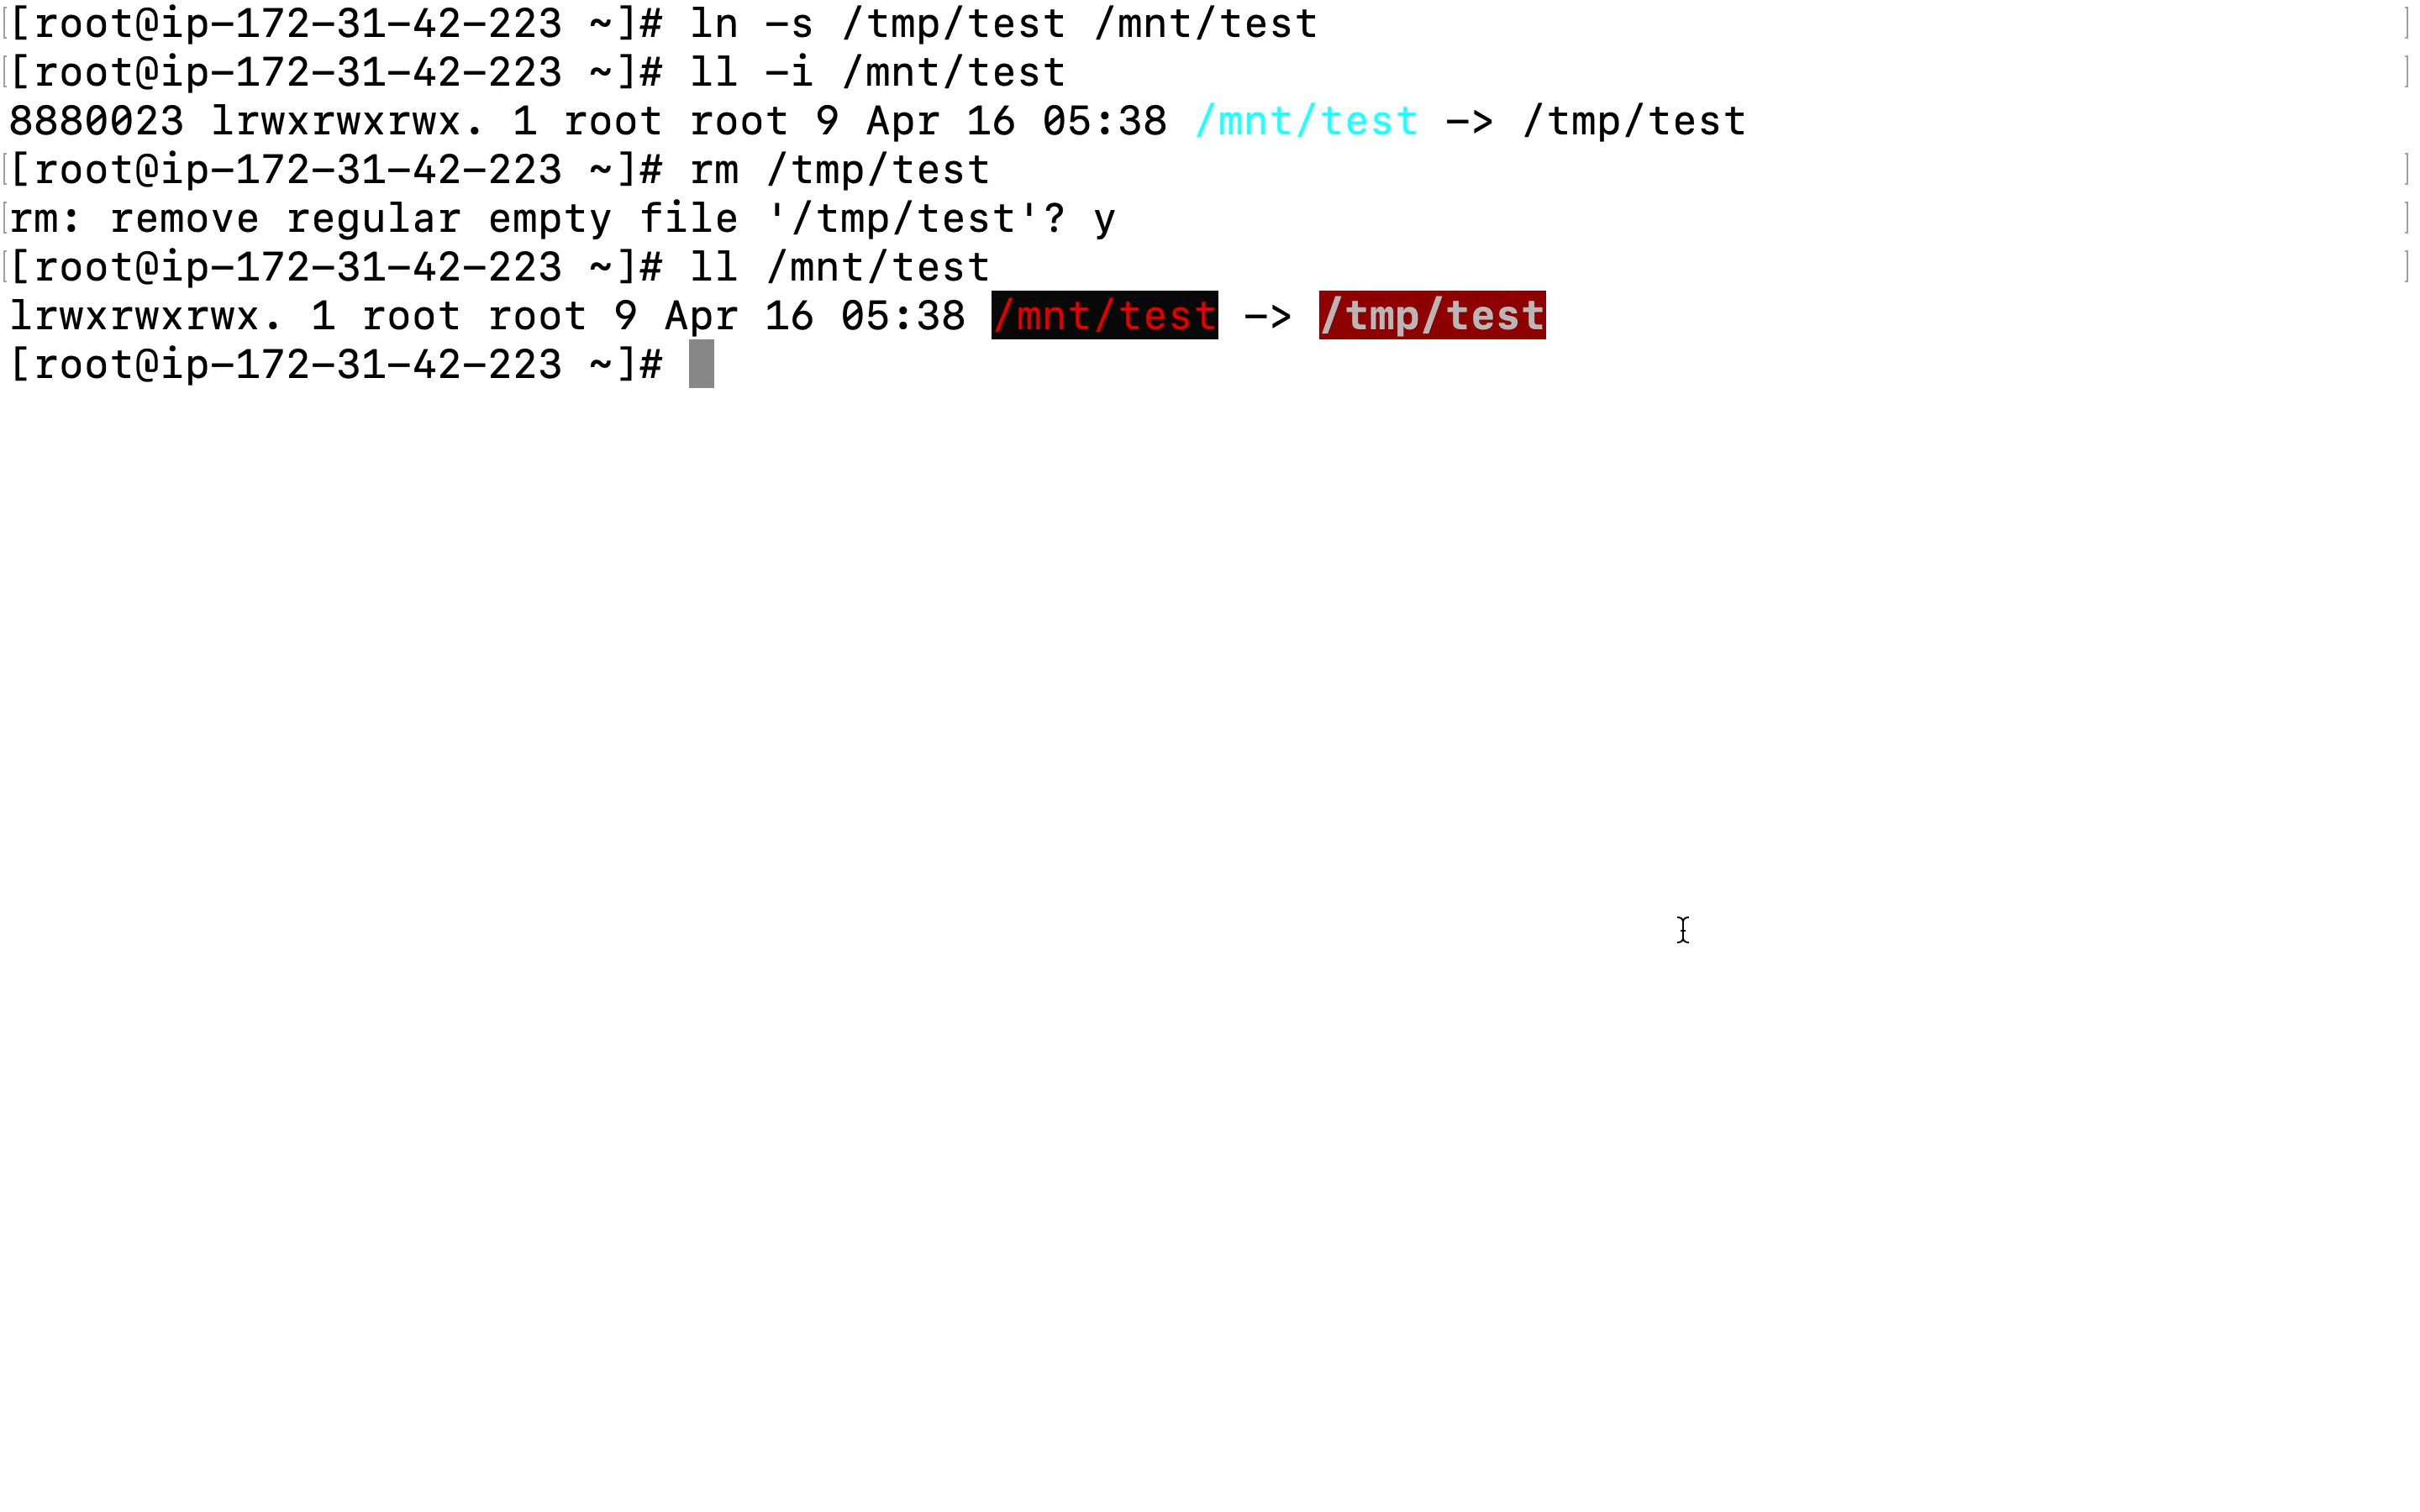 [root@ip-172-31-42-223 ~]# ln -s /tmp/test /mnt/test
[root@ip-172-31-42-223 ~]# ll -i /mnt/test
8880023 lrwxrwxrwx. 1 root root 9 Apr 16 05:38 /mnt/test -> /tmp/test
[root@ip-172-31-42-223 ~]# rm /tmp/test
rm: remove regular empty file '/tmp/test'? y
[root@ip-172-31-42-223 ~]# ll /mnt/test
lrwxrwxrwx. 1 root root 9 Apr 16 05:38 /mnt/test -> /tmp/test
[root@ip-172-31-42-223 ~]#